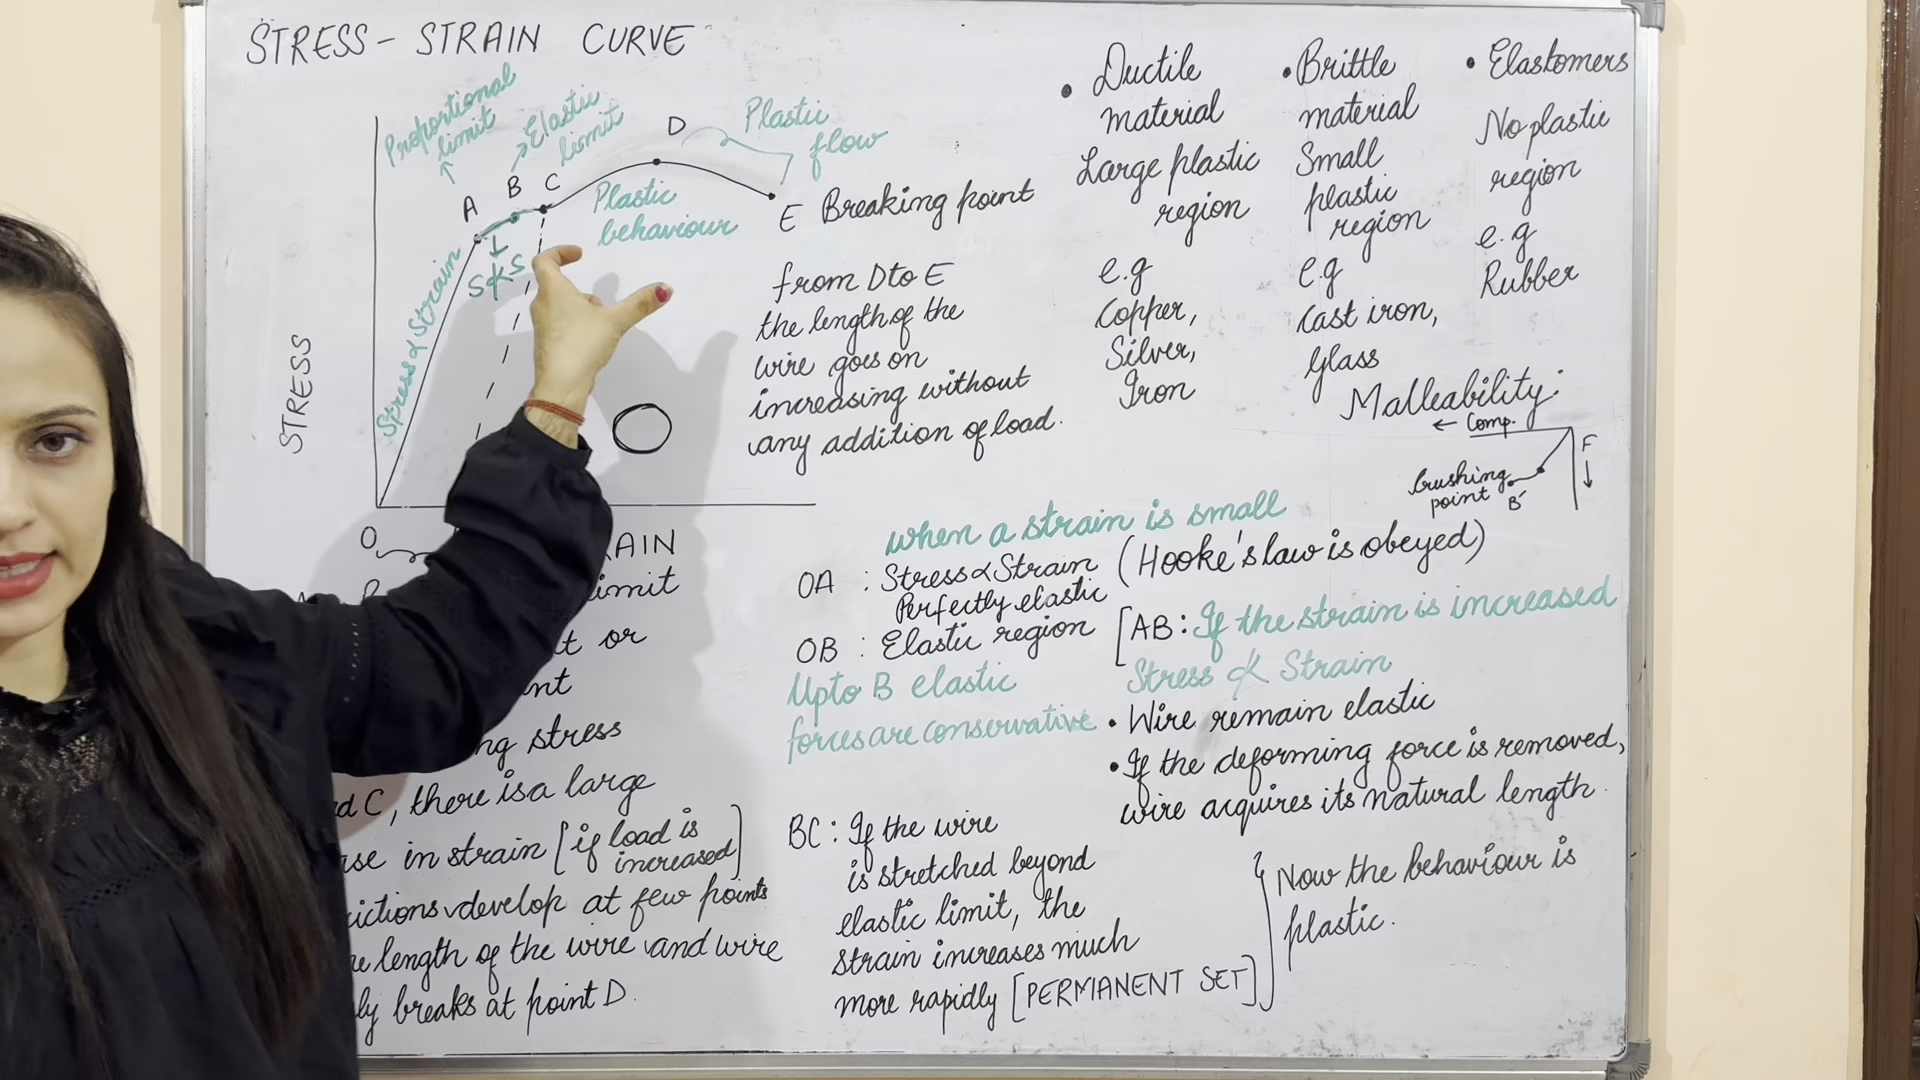 STRESS - STRAIN CURVE
Proportional
limit
Elastic
limit
A
B
C
D
Plastic
flow
Plastic
behaviour
E Breaking point
Stress ∝ Strain
STRESS
O
from D to E
the length of the
wire goes on
increasing without
any addition of load.
• Ductile
material
Large plastic
region
e.g
Copper,
Silver,
Iron
• Brittle
material
Small
plastic
region
e.g
Cast iron,
Glass
• Elastomers
No plastic
region
e.g
Rubber
Malleability:
← Comp.
F
Crushing
point
B'
imit
or
stress
C, there is a large
in strain [if load is
increased]
develop at few points
length of the wire and wire
breaks at point D.
when a strain is small
OA : Stress ∝ Strain (Hooke's law is obeyed)
Perfectly elastic
OB : Elastic region [AB: If the strain is increased
Stress ∝̸ Strain
Upto B elastic
forces are conservative
• Wire remain elastic
• If the deforming force is removed,
wire acquires its natural length.
BC: If the wire
is stretched beyond
elastic limit, the
strain increases much
more rapidly [PERMANENT SET]
Now the behaviour is
plastic.